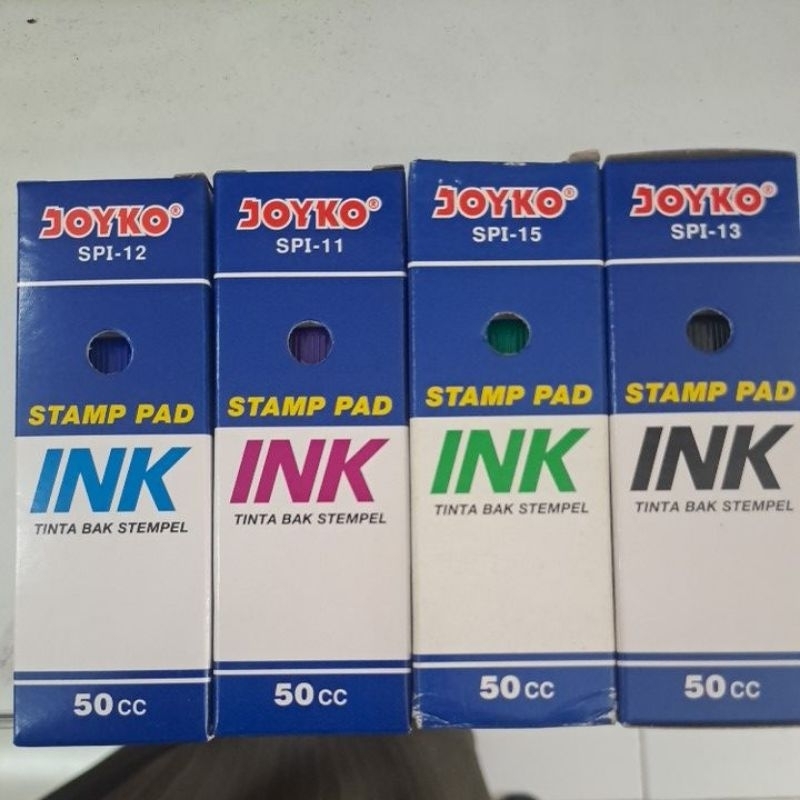 JOYKO®
SPI-12
STAMP PAD
INK
TINTA BAK STEMPEL
50 CC
JOYKO®
SPI-11
STAMP PAD
INK
TINTA BAK STEMPEL
50 CC
JOYKO®
SPI-15
STAMP PAD
INK
TINTA BAK STEMPEL
50 CC
JOYKO®
SPI-13
STAMP PAD
INK
TINTA BAK STEMPEL
50 CC